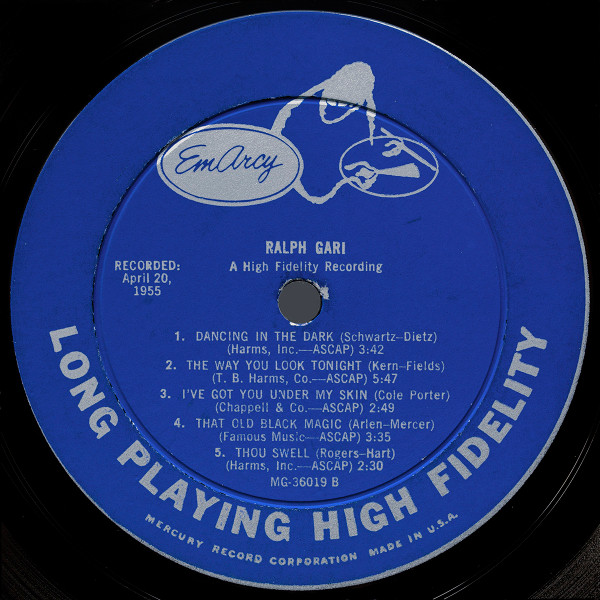 EmArcy
RALPH GARI
A High Fidelity Recording
RECORDED:
April 20,
1955
1. DANCING IN THE DARK (Schwartz—Dietz)
(Harms, Inc.—ASCAP) 3:42
2. THE WAY YOU LOOK TONIGHT (Kern—Fields)
(T. B. Harms, Co.—ASCAP) 5:47
3. I'VE GOT YOU UNDER MY SKIN (Cole Porter)
(Chappell & Co.—ASCAP) 2:49
4. THAT OLD BLACK MAGIC (Arlen-Mercer)
(Famous Music—ASCAP) 3:35
5. THOU SWELL (Rogers-Hart)
(Harms, Inc.—ASCAP) 2:30
MG-36019 B
LONG PLAYING HIGH FIDELITY
MERCURY RECORD CORPORATION MADE IN U.S.A.